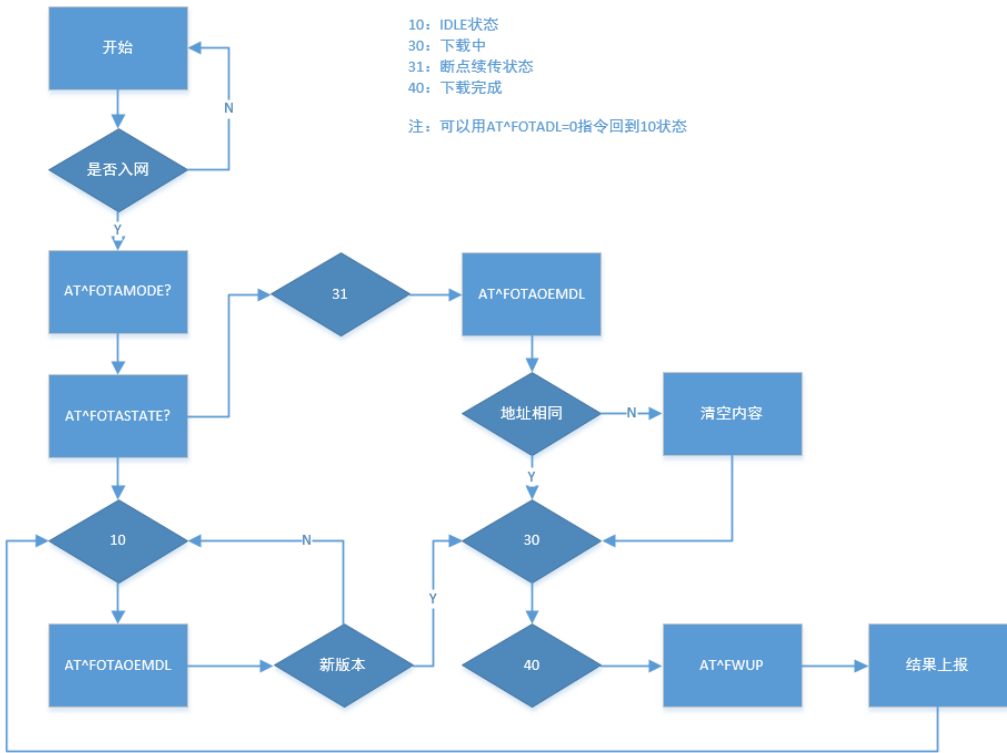 开始
10：IDLE状态
30：下载中
31：断点续传状态
40：下载完成
注：可以用AT^FOTADL=0指令回到10状态
N
是否入网
Y
AT^FOTAMODE?
31
AT^FOTAOEMDL
AT^FOTASTATE?
地址相同
N
清空内容
Y
10
N
30
Y
AT^FOTAOEMDL
新版本
40
AT^FWUP
结果上报